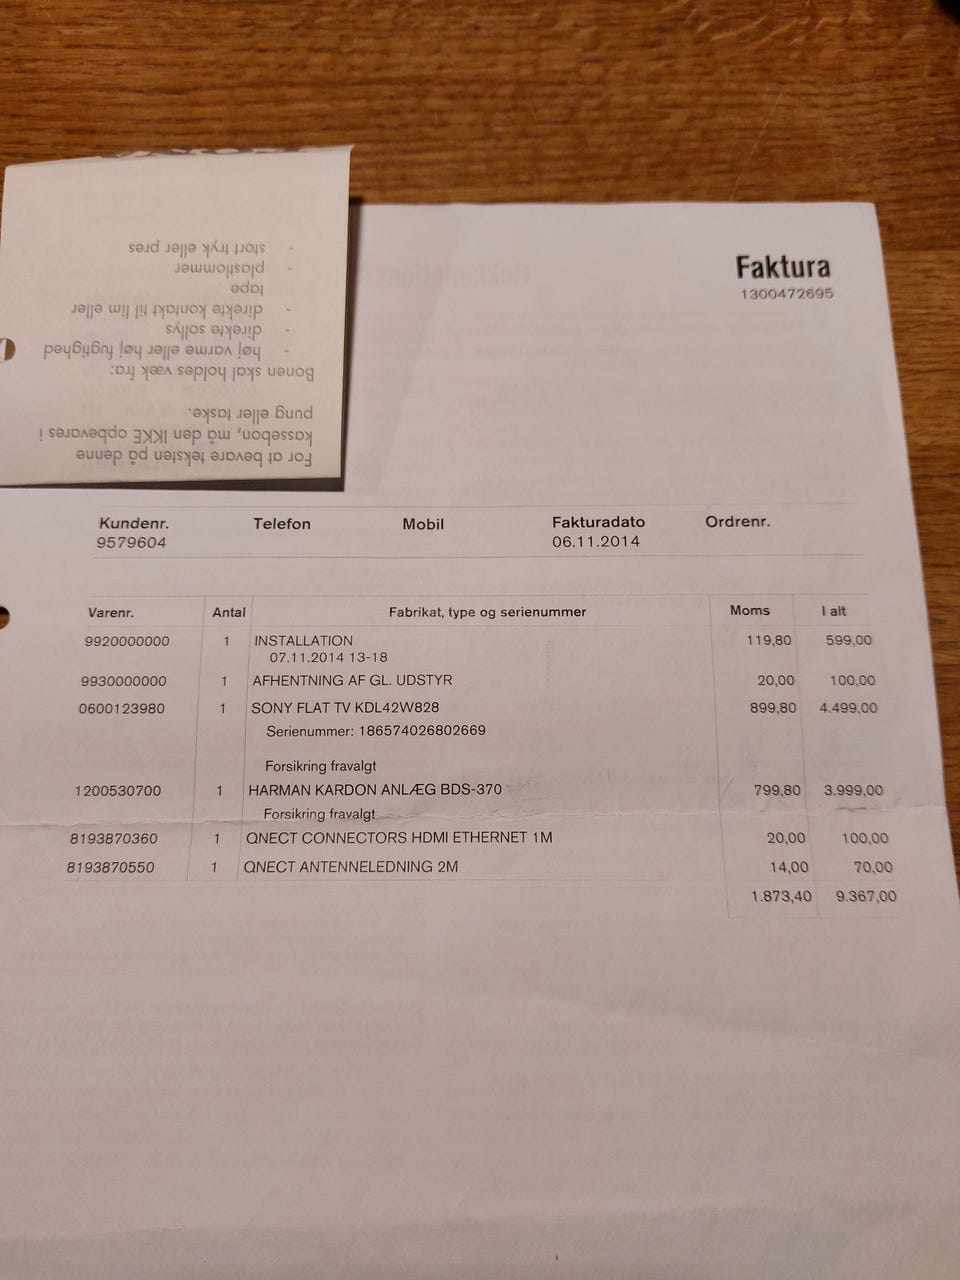 For at bevare teksten på denne
kassebon, må den IKKE opbevares i
pung eller taske.
Bonen skal holdes væk fra:
- høj varme eller høj fugtighed
- direkte sollys
- direkte kontakt til lim eller
tape
- plastlommer
- stort tryk eller pres
Faktura
1300472695
Kundenr. Telefon Mobil Fakturadato Ordrenr.
9579604 06.11.2014
Varenr. Antal Fabrikat, type og serienummer Moms I alt
9920000000 1 INSTALLATION 119,80 599,00
07.11.2014 13-18
9930000000 1 AFHENTNING AF GL. UDSTYR 20,00 100,00
0600123980 1 SONY FLAT TV KDL42W828 899,80 4.499,00
Serienummer: 186574026802669
Forsikring fravalgt
1200530700 1 HARMAN KARDON ANLÆG BDS-370 799,80 3.999,00
Forsikring fravalgt
8193870360 1 QNECT CONNECTORS HDMI ETHERNET 1M 20,00 100,00
8193870550 1 QNECT ANTENNELEDNING 2M 14,00 70,00
1.873,40 9.367,00